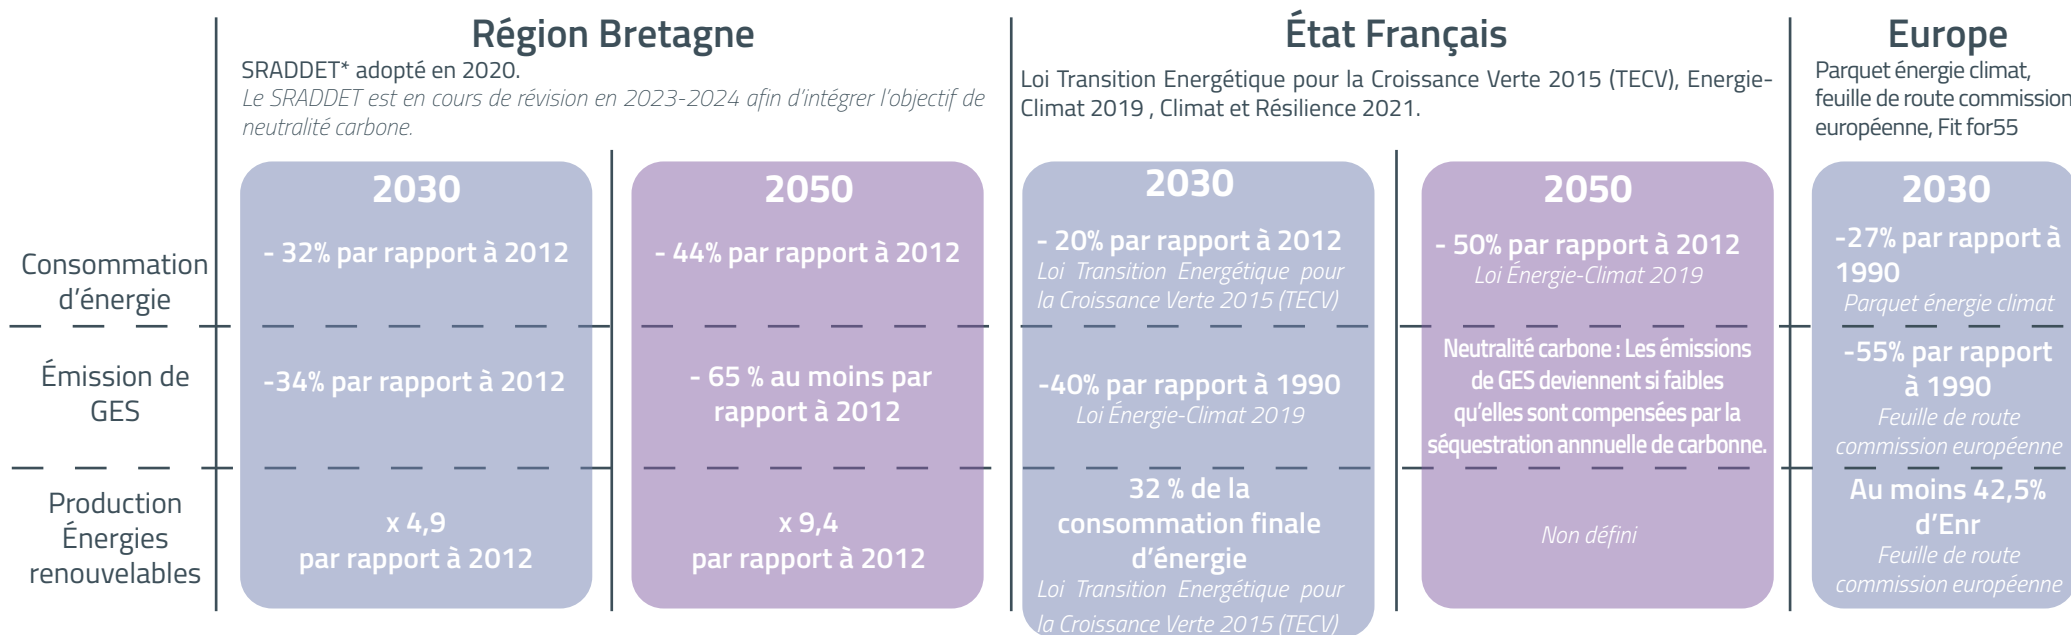 Région Bretagne
SRADDET* adopté en 2020.
Le SRADDET est en cours de révision en 2023-2024 afin d'intégrer l'objectif de
neutralité carbone.
État Français
Loi Transition Energétique pour la Croissance Verte 2015 (TECV), Energie-
Climat 2019 , Climat et Résilience 2021.
Europe
Parquet énergie climat,
feuille de route commission
européenne, Fit for55
2030
2050
2030
2050
2030
Consommation
d'énergie
- 32% par rapport à 2012
- 44% par rapport à 2012
- 20% par rapport à 2012
Loi Transition Energétique pour
la Croissance Verte 2015 (TECV)
- 50% par rapport à 2012
Loi Énergie-Climat 2019
-27% par rapport à
1990
Parquet énergie climat
Émission de
GES
-34% par rapport à 2012
- 65 % au moins par
rapport à 2012
-40% par rapport à 1990
Loi Énergie-Climat 2019
Neutralité carbone : Les émissions
de GES deviennent si faibles
qu'elles sont compensées par la
séquestration annnuelle de carbonne.
-55% par rapport
à 1990
Feuille de route
commission européenne
Production
Énergies
renouvelables
x 4,9
par rapport à 2012
x 9,4
par rapport à 2012
32 % de la
consommation finale
d'énergie
Loi Transition Energétique pour
la Croissance Verte 2015 (TECV)
Non défini
Au moins 42,5%
d'Enr
Feuille de route
commission européenne